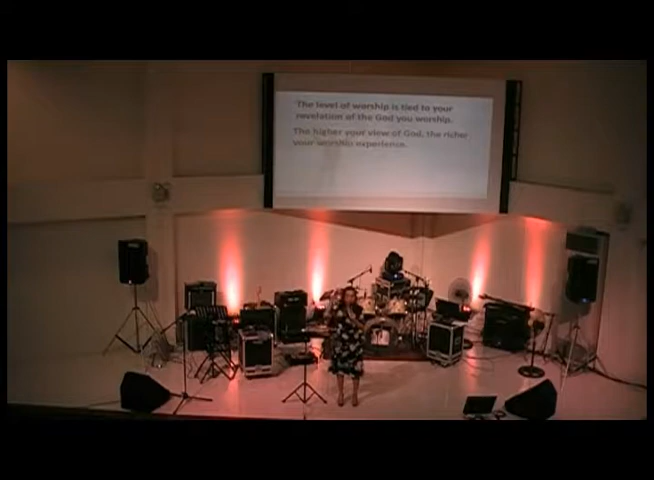 The level of worship is tied to your
revelation of the God you worship.
The higher your view of God, the richer
your worship experience.